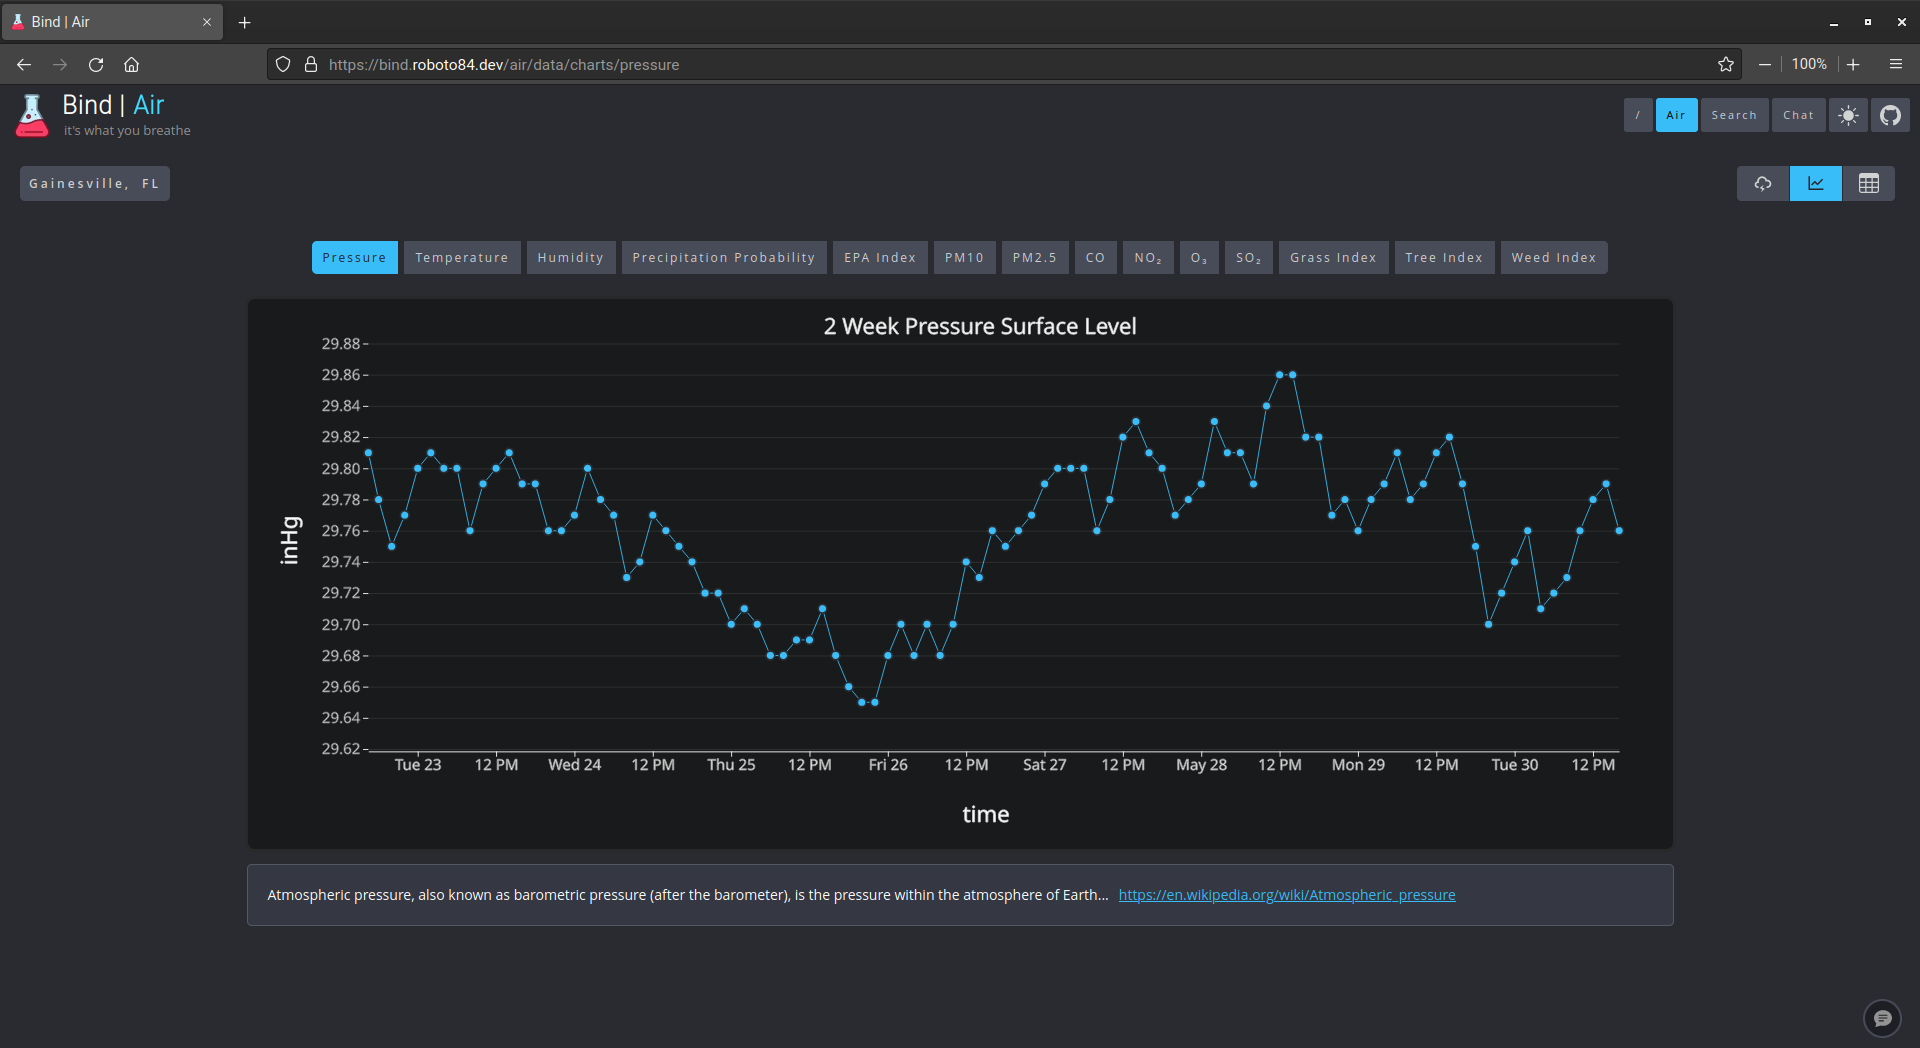 Bind | Air
https://bind.roboto84.dev/air/data/charts/pressure
100%
Bind | Air
it's what you breathe
/
Air
Search
Chat
Gainesville, FL
Pressure
Temperature
Humidity
Precipitation Probability
EPA Index
PM10
PM2.5
CO
NO₂
O₃
SO₂
Grass Index
Tree Index
Weed Index
2 Week Pressure Surface Level
29.88
29.86
29.84
29.82
29.80
29.78
29.76
29.74
29.72
29.70
29.68
29.66
29.64
29.62
inHg
Tue 23
12 PM
Wed 24
12 PM
Thu 25
12 PM
Fri 26
12 PM
Sat 27
12 PM
May 28
12 PM
Mon 29
12 PM
Tue 30
12 PM
time
Atmospheric pressure, also known as barometric pressure (after the barometer), is the pressure within the atmosphere of Earth... https://en.wikipedia.org/wiki/Atmospheric_pressure